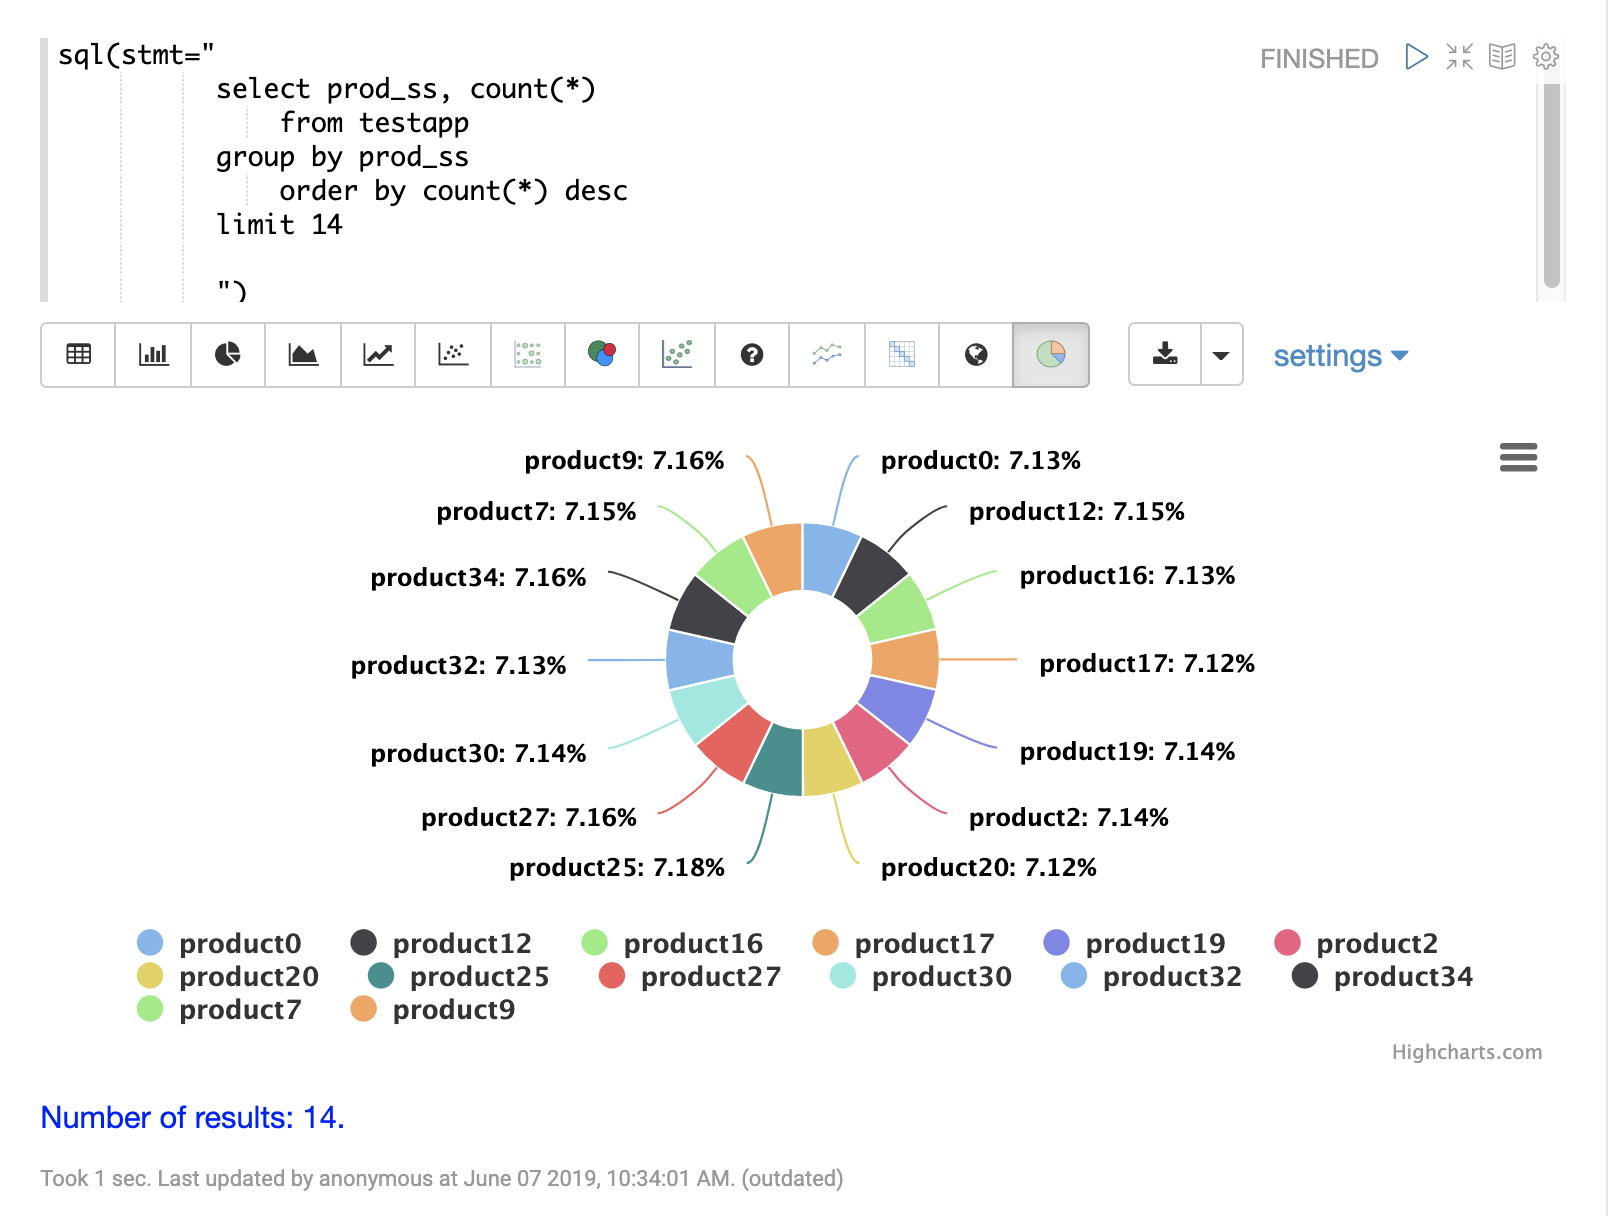 sql(stmt="
FINISHED
select prod_ss, count(*)
from testapp
group by prod_ss
order by count(*) desc
limit 14
")
settings
product9: 7.16% product0: 7.13%
product7: 7.15% product12: 7.15%
product34: 7.16% product16: 7.13%
product32: 7.13% product17: 7.12%
product30: 7.14% product19: 7.14%
product27: 7.16% product2: 7.14%
product25: 7.18% product20: 7.12%
product0 product12 product16 product17 product19 product2
product20 product25 product27 product30 product32 product34
product7 product9
Highcharts.com
Number of results: 14.
Took 1 sec. Last updated by anonymous at June 07 2019, 10:34:01 AM. (outdated)